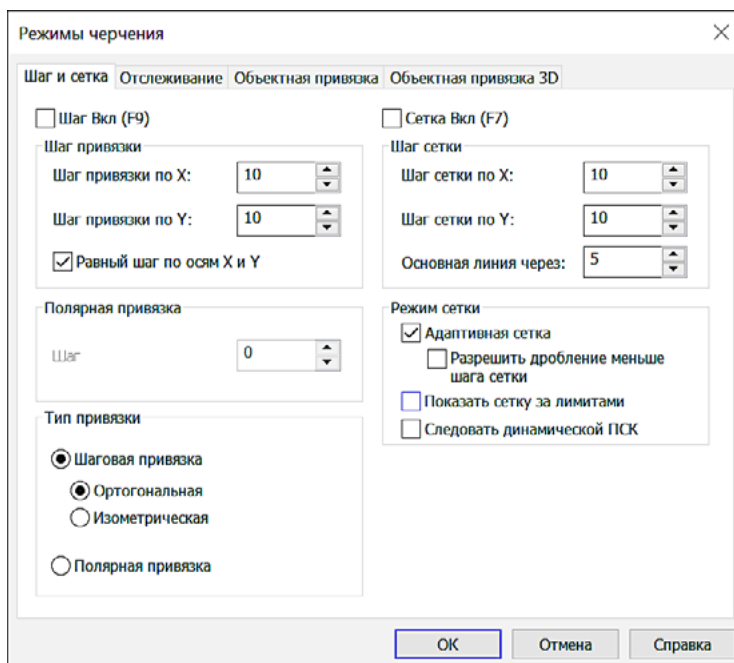 Режимы черчения
Шаг и сетка Отслеживание Объектная привязка Объектная привязка 3D
Шаг Вкл (F9)
Шаг привязки
Шаг привязки по X: 10
Шаг привязки по Y: 10
Равный шаг по осям X и Y
Полярная привязка
Шаг 0
Тип привязки
Шаговая привязка
Ортогональная
Изометрическая
Полярная привязка
Сетка Вкл (F7)
Шаг сетки
Шаг сетки по X: 10
Шаг сетки по Y: 10
Основная линия через: 5
Режим сетки
Адаптивная сетка
Разрешить дробление меньше
шага сетки
Показать сетку за лимитами
Следовать динамической ПСК
ОК Отмена Справка